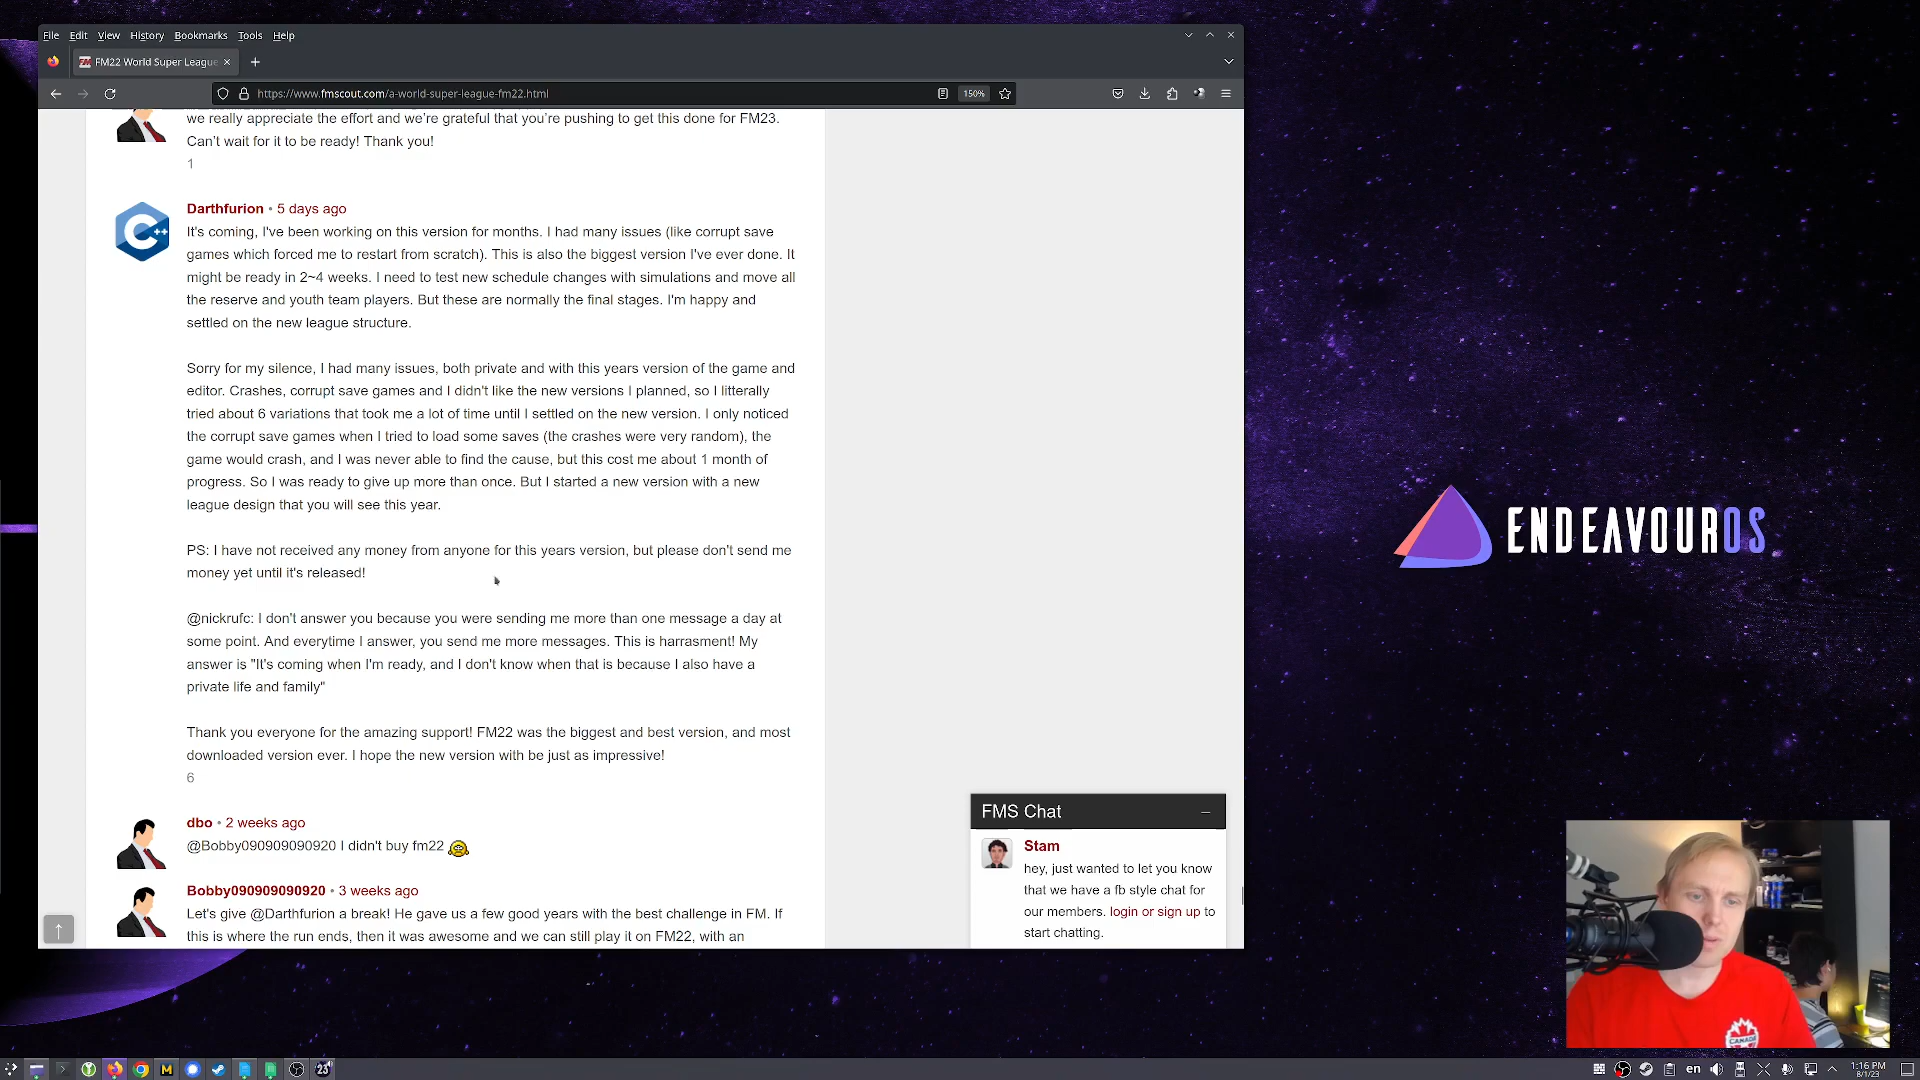 File Edit View History Bookmarks Tools Help
FM22 World Super League
https://www.fmscout.com/a-world-super-league-fm22.html
150%
we really appreciate the effort and we’re grateful that you’re pushing to get this done for FM23.
Can’t wait for it to be ready! Thank you!
1
Darthfurion • 5 days ago
It's coming, I've been working on this version for months. I had many issues (like corrupt save
games which forced me to restart from scratch). This is also the biggest version I've ever done. It
might be ready in 2~4 weeks. I need to test new schedule changes with simulations and move all
the reserve and youth team players. But these are normally the final stages. I'm happy and
settled on the new league structure.
Sorry for my silence, I had many issues, both private and with this years version of the game and
editor. Crashes, corrupt save games and I didn't like the new versions I planned, so I litterally
tried about 6 variations that took me a lot of time until I settled on the new version. I only noticed
the corrupt save games when I tried to load some saves (the crashes were very random), the
game would crash, and I was never able to find the cause, but this cost me about 1 month of
progress. So I was ready to give up more than once. But I started a new version with a new
league design that you will see this year.
PS: I have not received any money from anyone for this years version, but please don't send me
money yet until it's released!
@nickrufc: I don't answer you because you were sending me more than one message a day at
some point. And everytime I answer, you send me more messages. This is harrasment! My
answer is "It's coming when I'm ready, and I don't know when that is because I also have a
private life and family"
Thank you everyone for the amazing support! FM22 was the biggest and best version, and most
downloaded version ever. I hope the new version with be just as impressive!
6
dbo • 2 weeks ago
@Bobby090909090920 I didn't buy fm22
Bobby090909090920 • 3 weeks ago
Let's give @Darthfurion a break! He gave us a few good years with the best challenge in FM. If
this is where the run ends, then it was awesome and we can still play it on FM22, with an
FMS Chat
Stam
hey, just wanted to let you know
that we have a fb style chat for
our members. login or sign up to
start chatting.
ENDEAVOUROS
C++
CANADA
M
23
en
1:16 PM
8/1/23